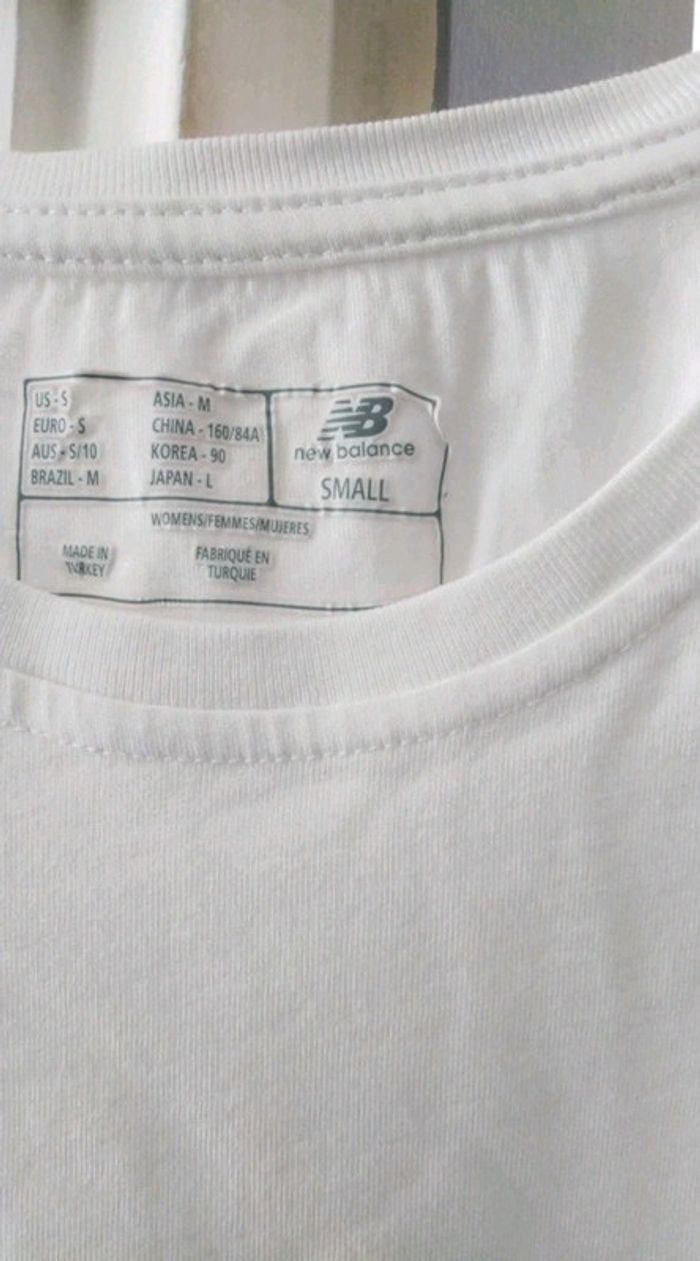 US - S
EURO - S
AUS - S/10
BRAZIL - M
ASIA - M
CHINA - 160/84A
KOREA - 90
JAPAN - L
NB
new balance
SMALL
WOMENS/FEMMES/MUJERES
MADE IN
TURKEY
FABRIQUÉ EN
TURQUIE